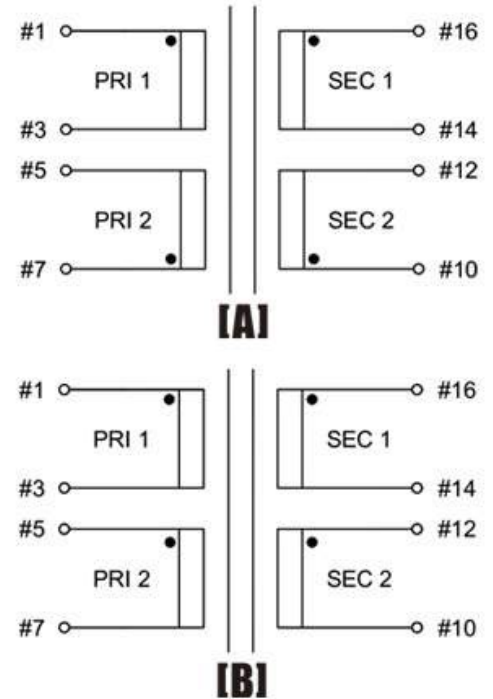 #1 PRI 1 SEC 1 #16
#3 #14
#5 #12
PRI 2 SEC 2
#7 #10
[A]
#1 #16
PRI 1 SEC 1
#3 #14
#5 #12
PRI 2 SEC 2
#7 #10
[B]